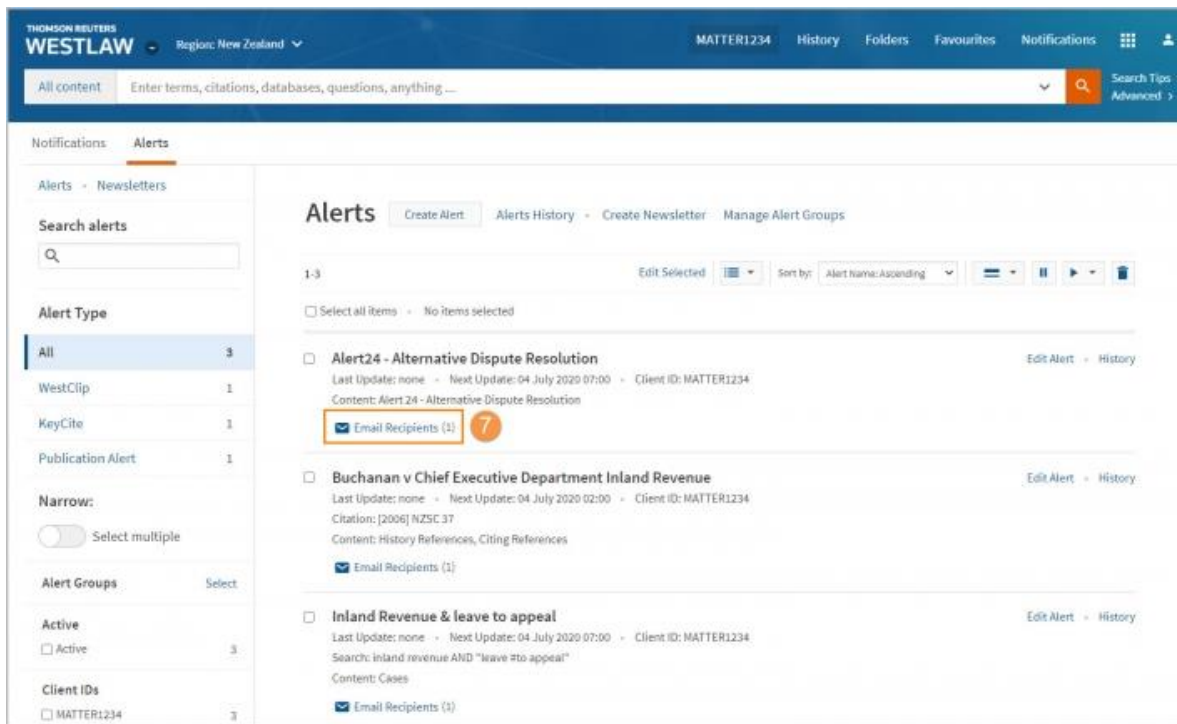 THOMSON REUTERS
WESTLAW
Region: New Zealand
MATTER1234 History Folders Favourites Notifications
All content Enter terms, citations, databases, questions, anything ...
Search Tips
Advanced >
Notifications Alerts
Alerts • Newsletters
Search alerts
Alert Type
All 3
WestClip 1
KeyCite 1
Publication Alert 1
Narrow:
Select multiple
Alert Groups Select
Active
Active 3
Client IDs
MATTER1234 3
Alerts Create Alert Alerts History • Create Newsletter Manage Alert Groups
1-3 Edit Selected Sort by: Alert Name: Ascending
Select all items • No items selected
Alert24 - Alternative Dispute Resolution Edit Alert • History
Last Update: none • Next Update: 04 July 2020 07:00 • Client ID: MATTER1234
Content: Alert 24 - Alternative Dispute Resolution
Email Recipients (1) 7
Buchanan v Chief Executive Department Inland Revenue Edit Alert • History
Last Update: none • Next Update: 04 July 2020 02:00 • Client ID: MATTER1234
Citation: [2006] NZSC 37
Content: History References, Citing References
Email Recipients (1)
Inland Revenue & leave to appeal Edit Alert • History
Last Update: none • Next Update: 04 July 2020 07:00 • Client ID: MATTER1234
Search: inland revenue AND "leave #to appeal"
Content: Cases
Email Recipients (1)